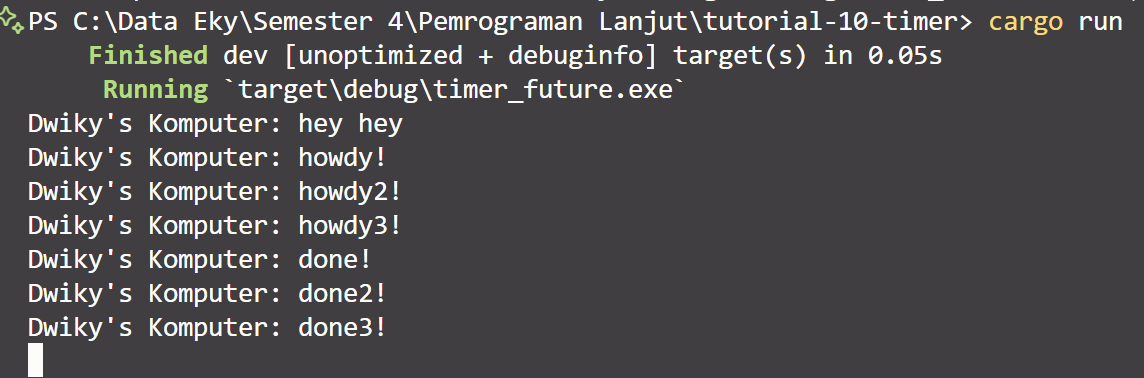 PS C:\Data Eky\Semester 4\Pemrograman Lanjut\tutorial-10-timer> cargo run
Finished dev [unoptimized + debuginfo] target(s) in 0.05s
Running `target\debug\timer_future.exe`
Dwiky's Komputer: hey hey
Dwiky's Komputer: howdy!
Dwiky's Komputer: howdy2!
Dwiky's Komputer: howdy3!
Dwiky's Komputer: done!
Dwiky's Komputer: done2!
Dwiky's Komputer: done3!